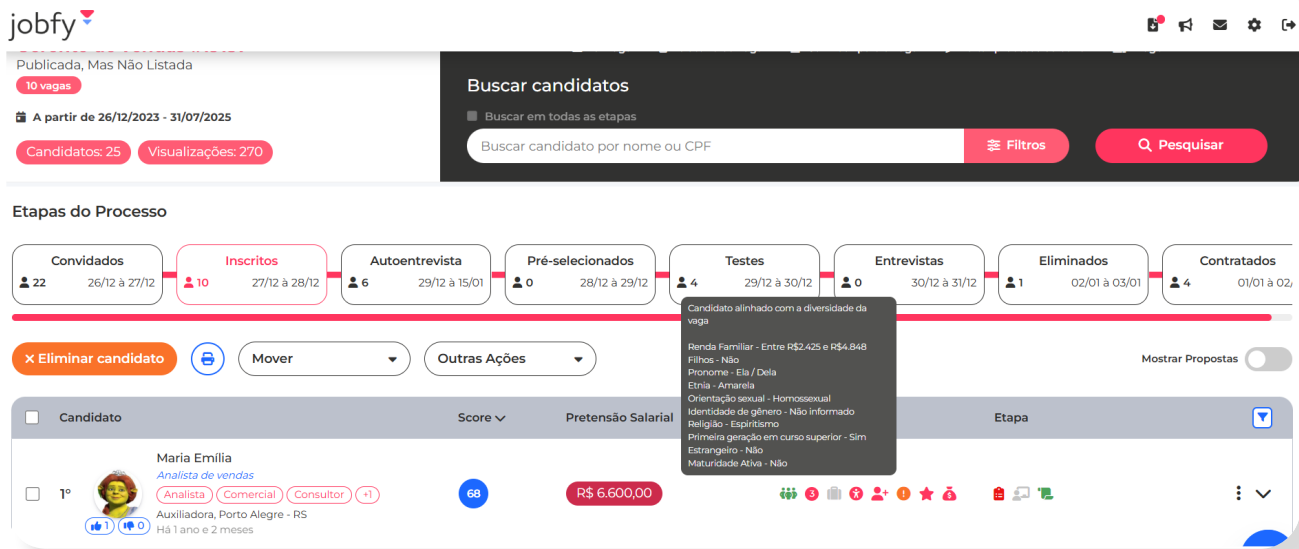 jobfy
Publicada, Mas Não Listada
10 vagas
A partir de 26/12/2023 - 31/07/2025
Candidatos: 25
Visualizações: 270
Buscar candidatos
Buscar em todas as etapas
Buscar candidato por nome ou CPF
Filtros
Pesquisar
Etapas do Processo
Convidados
22 26/12 à 27/12
Inscritos
10 27/12 à 28/12
Autoentrevista
6 29/12 à 15/01
Pré-selecionados
0 28/12 à 29/12
Testes
4 29/12 à 30/12
Entrevistas
0 30/12 à 31/12
Eliminados
1 02/01 à 03/01
Contratados
4 01/01 à 02/
Candidato alinhado com a diversidade da
vaga
Renda Familiar - Entre R$2.425 e R$4.848
Filhos - Não
Pronome - Ela / Dela
Etnia - Amarela
Orientação sexual - Homossexual
Identidade de gênero - Não informado
Religião - Espiritismo
Primeira geração em curso superior - Sim
Estrangeiro - Não
Maturidade Ativa - Não
× Eliminar candidato
Mover
Outras Ações
Mostrar Propostas
Candidato
Score
Pretensão Salarial
Etapa
1º
Maria Emília
Analista de vendas
Analista
Comercial
Consultor
+1
Auxiliadora, Porto Alegre - RS
Há 1 ano e 2 meses
1
0
68
R$ 6.600,00
3